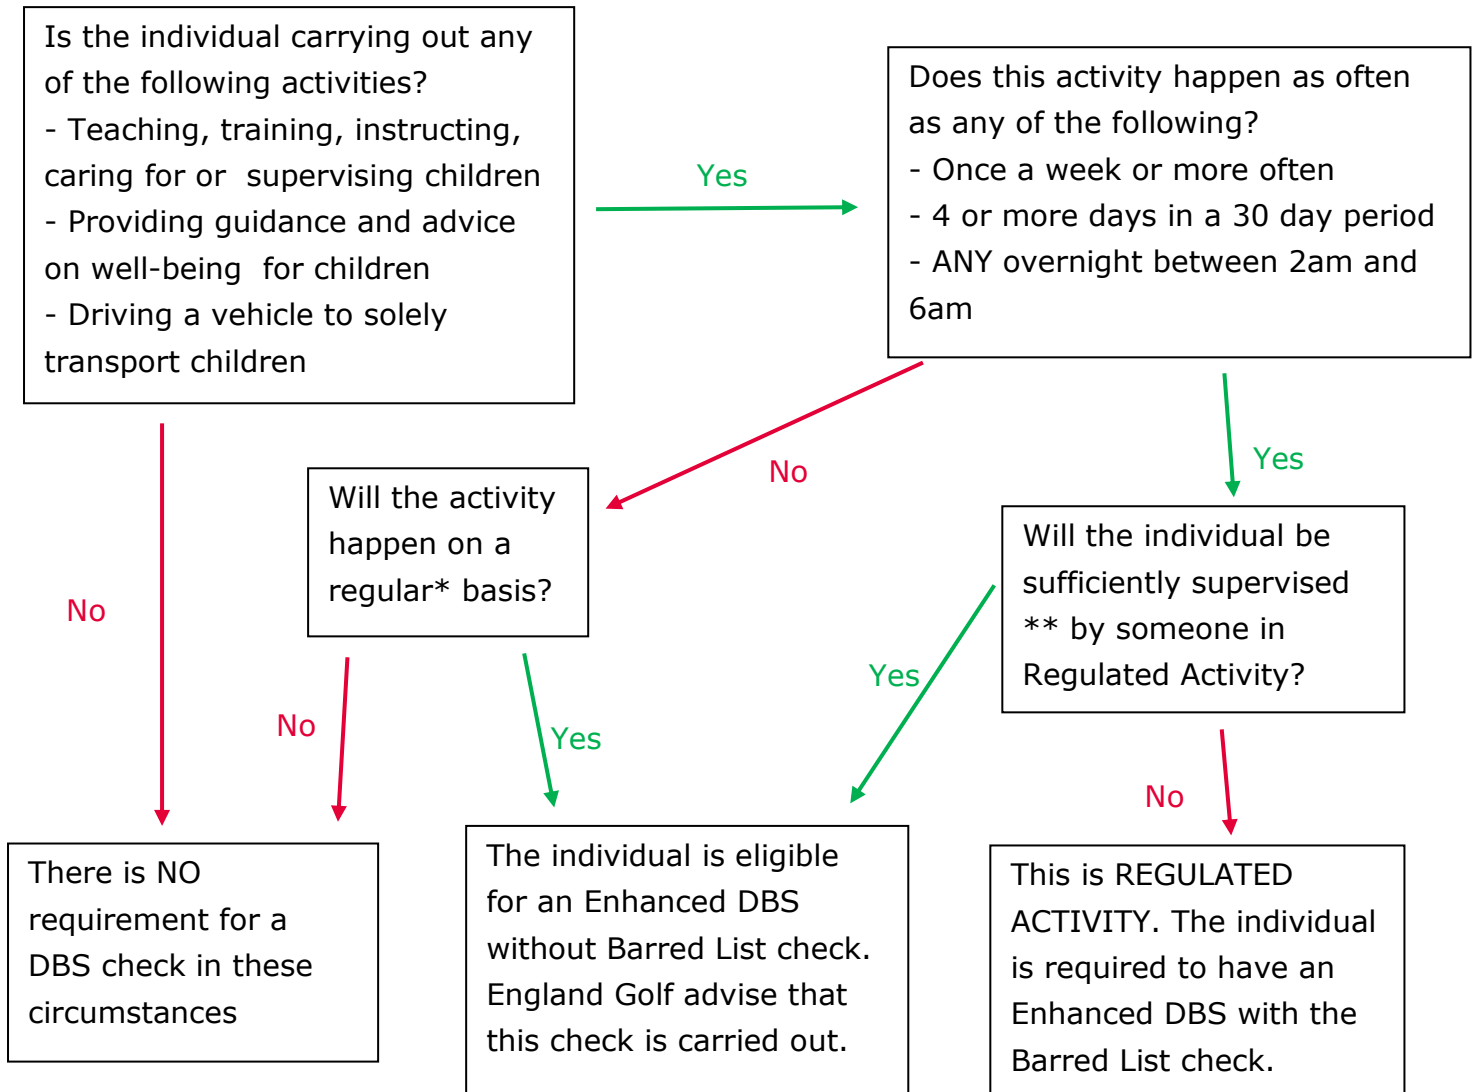 Is the individual carrying out any
of the following activities?
- Teaching, training, instructing,
caring for or  supervising children
- Providing guidance and advice
on well-being  for children
- Driving a vehicle to solely
transport children
Yes
Does this activity happen as often
as any of the following?
- Once a week or more often
- 4 or more days in a 30 day period
- ANY overnight between 2am and
6am
No
No
Yes
Will the activity
happen on a
regular* basis?
Will the individual be
sufficiently supervised
** by someone in
Regulated Activity?
No
Yes
Yes
No
There is NO
requirement for a
DBS check in these
circumstances
The individual is eligible
for an Enhanced DBS
without Barred List check.
England Golf advise that
this check is carried out.
This is REGULATED
ACTIVITY. The individual
is required to have an
Enhanced DBS with the
Barred List check.